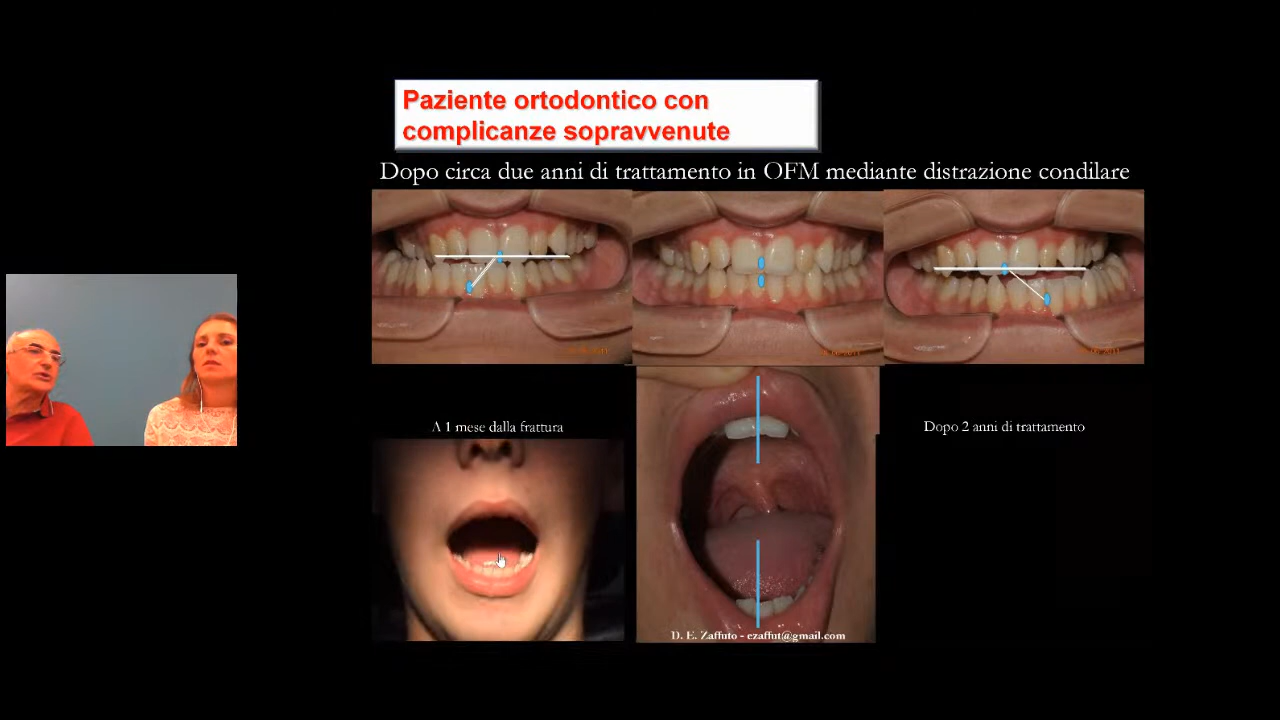 Paziente ortodontico con
complicanze sopravvenute
Dopo circa due anni di trattamento in OFM mediante distrazione condilare
A 1 mese dalla frattura
Dopo 2 anni di trattamento
D. E. Zaffuto - ezaffut@gmail.com